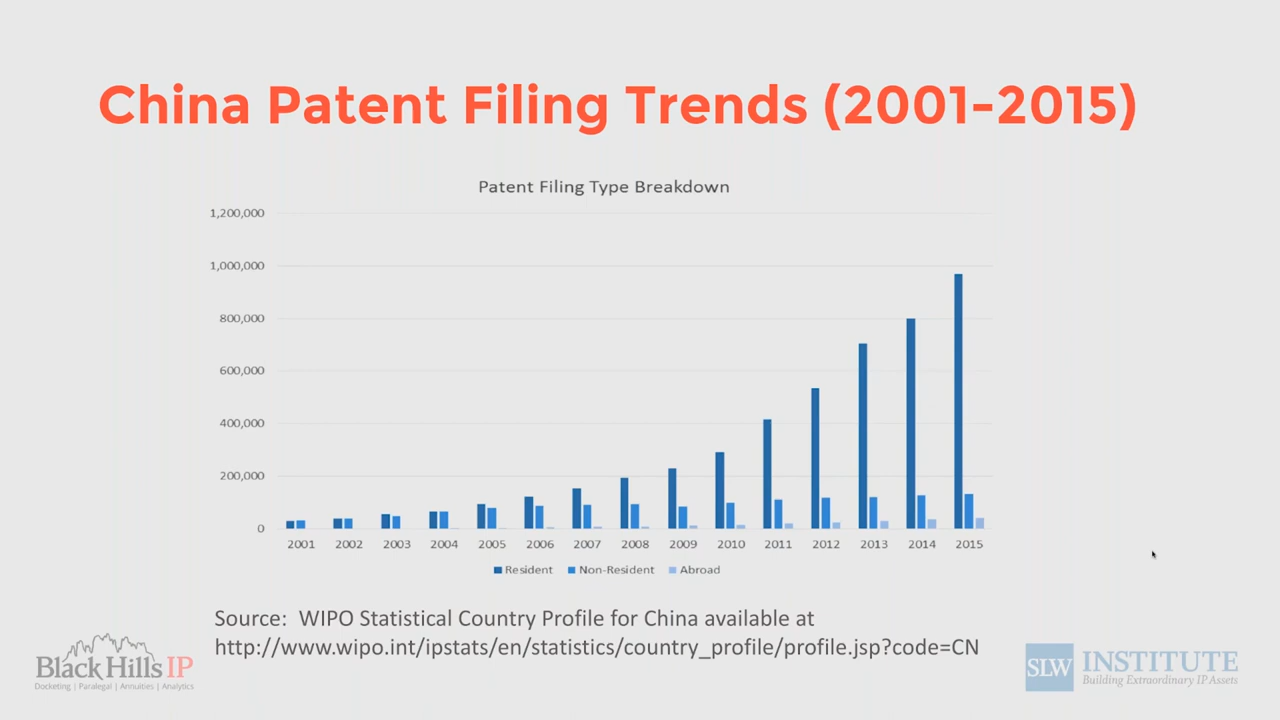 China Patent Filing Trends (2001-2015)
Patent Filing Type Breakdown
1,200,000
1,000,000
800,000
600,000
400,000
200,000
0
2001 2002 2003 2004 2005 2006 2007 2008 2009 2010 2011 2012 2013 2014 2015
Resident Non-Resident Abroad
Source: WIPO Statistical Country Profile for China available at
http://www.wipo.int/ipstats/en/statistics/country_profile/profile.jsp?code=CN
Black Hills IP
Docketing | Paralegal | Annuities | Analytics
SLW INSTITUTE
Building Extraordinary IP Assets